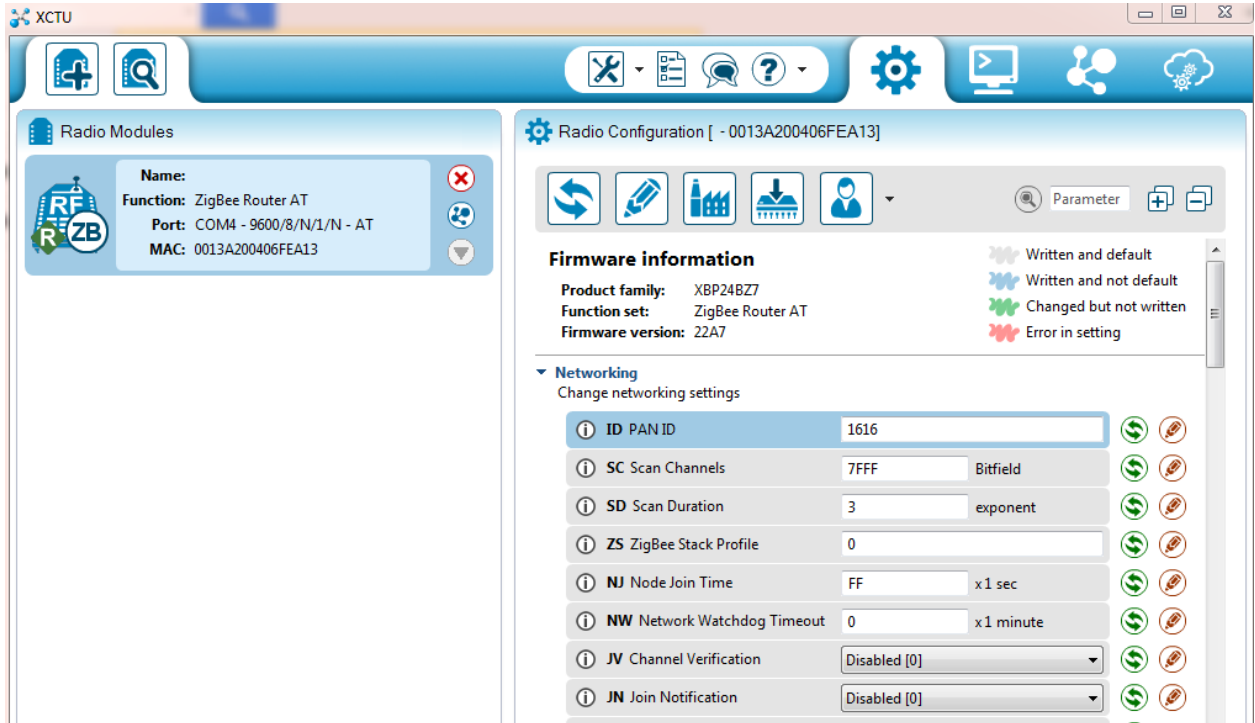 XCTU
Radio Modules
Name:
Function: ZigBee Router AT
Port: COM4 - 9600/8/N/1/N - AT
MAC: 0013A200406FEA13
RF
R
ZB
Radio Configuration [ - 0013A200406FEA13]
Parameter
Firmware information
Product family: XBP24BZ7
Function set: ZigBee Router AT
Firmware version: 22A7
Written and default
Written and not default
Changed but not written
Error in setting
Networking
Change networking settings
ID PAN ID 1616
SC Scan Channels 7FFF Bitfield
SD Scan Duration 3 exponent
ZS ZigBee Stack Profile 0
NJ Node Join Time FF x 1 sec
NW Network Watchdog Timeout 0 x 1 minute
JV Channel Verification Disabled [0]
JN Join Notification Disabled [0]